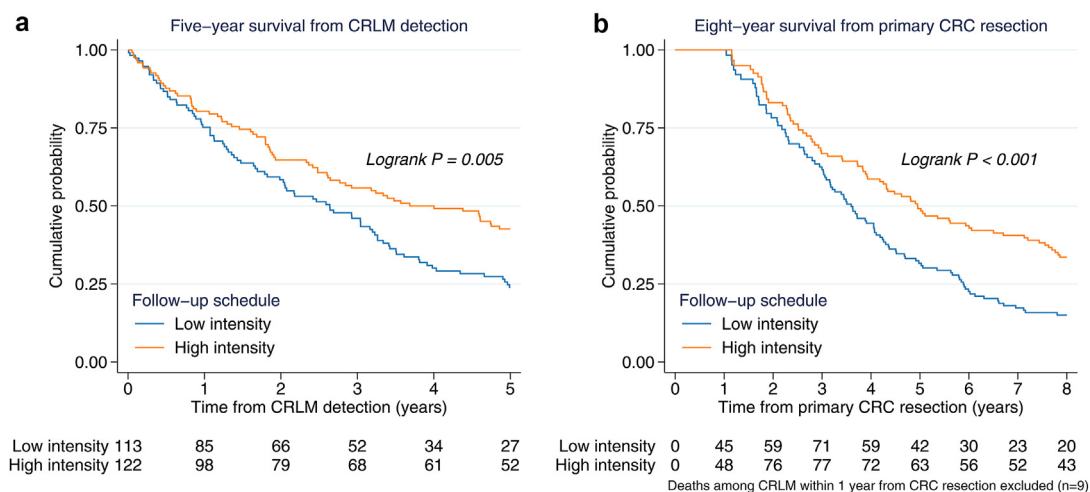 a
Five−year survival from CRLM detection
1.00
0.75
0.50
0.25
0.00
Cumulative probability
Logrank P = 0.005
Follow−up schedule
Low intensity
High intensity
0 1 2 3 4 5
Time from CRLM detection (years)
Low intensity 113 85 66 52 34 27
High intensity 122 98 79 68 61 52
b
Eight−year survival from primary CRC resection
1.00
0.75
0.50
0.25
0.00
Cumulative probability
Logrank P < 0.001
Follow−up schedule
Low intensity
High intensity
0 1 2 3 4 5 6 7 8
Time from primary CRC resection (years)
Low intensity 0 45 59 71 59 42 30 23 20
High intensity 0 48 76 77 72 63 56 52 43
Deaths among CRLM within 1 year from CRC resection excluded (n=9)